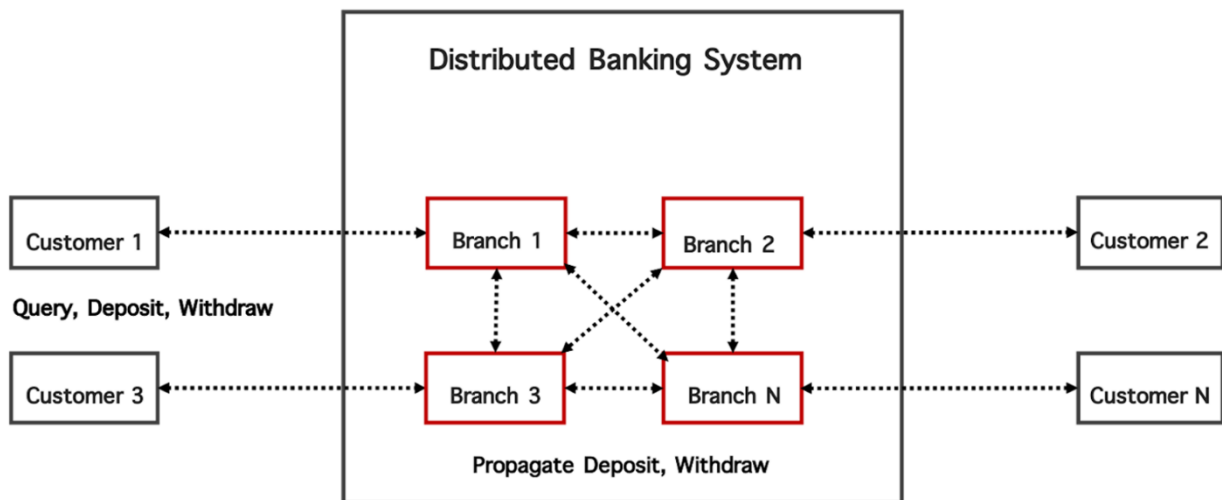 Distributed Banking System
Customer 1
Branch 1
Branch 2
Customer 2
Query, Deposit, Withdraw
Customer 3
Branch 3
Branch N
Customer N
Propagate Deposit, Withdraw